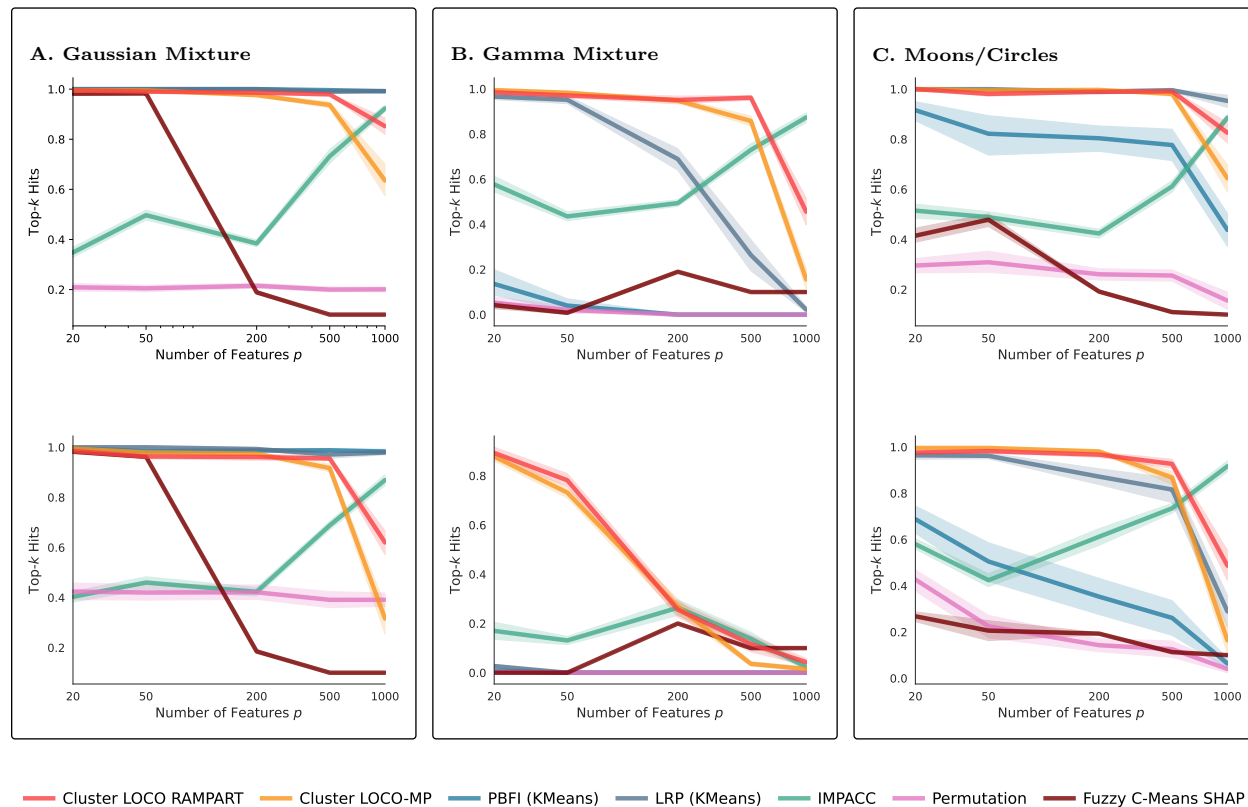 A. Gaussian Mixture
1.0
0.8
0.6
0.4
0.2
Top-k Hits
20
50
200
500
1000
Number of Features p
1.0
0.8
0.6
0.4
0.2
Top-k Hits
20
50
200
500
1000
Number of Features p
B. Gamma Mixture
1.0
0.8
0.6
0.4
0.2
0.0
Top-k Hits
20
50
200
500
1000
Number of Features p
0.8
0.6
0.4
0.2
0.0
Top-k Hits
20
50
200
500
1000
Number of Features p
C. Moons/Circles
1.0
0.8
0.6
0.4
0.2
Top-k Hits
20
50
200
500
1000
Number of Features p
1.0
0.8
0.6
0.4
0.2
0.0
Top-k Hits
20
50
200
500
1000
Number of Features p
Cluster LOCO RAMPART
Cluster LOCO-MP
PBFI (KMeans)
LRP (KMeans)
IMPACC
Permutation
Fuzzy C-Means SHAP